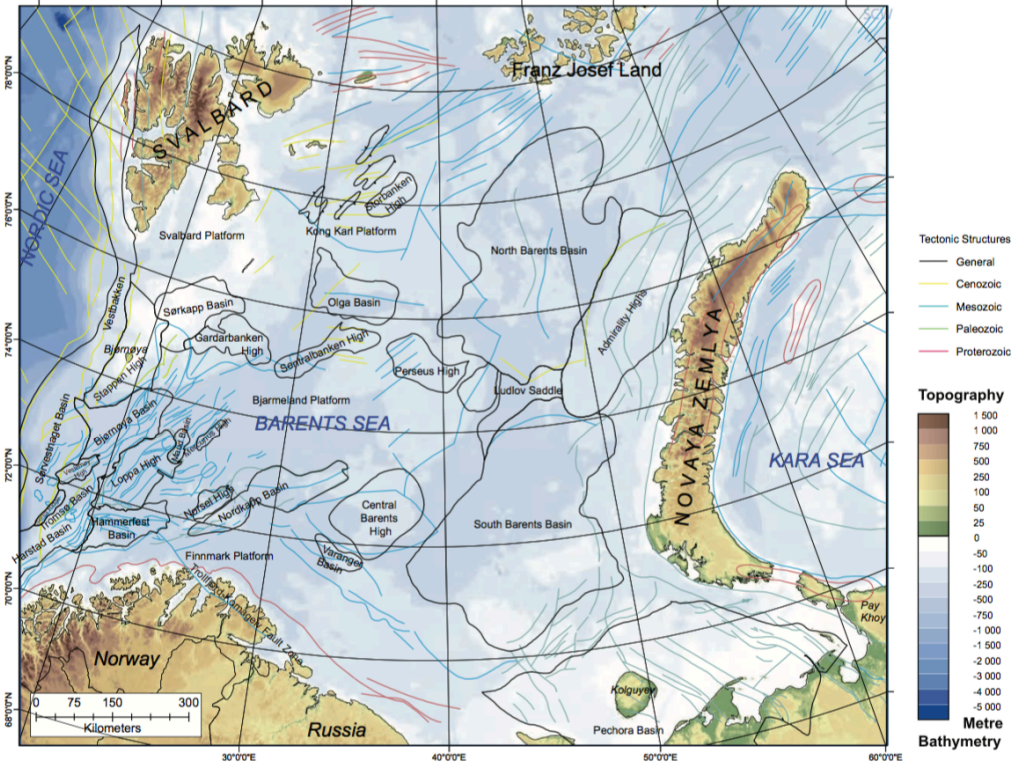 Franz Josef Land
SVALBARD
NORDIC SEA
78°0'0"N
76°0'0"N
74°0'0"N
72°0'0"N
70°0'0"N
68°0'0"N
Storbanken
High
Svalbard Platform
Kong Karl Platform
North Barents Basin
Vestbakken
Sørkapp Basin
Olga Basin
Admirality Highs
Gardarbanken
High
Sentralbanken High
Bjørnøya
Stappen High
Perseus High
Ludlov Saddle
Bjarmeland Platform
BARENTS SEA
Sørvestnaget Basin
Bjørnøya Basin
Loppa High
NOVAYA ZEMLYA
KARA SEA
Tromsø Basin
Norsel High
Nordkapp Basin
Central
Barents
High
South Barents Basin
Hammerfest
Basin
Harstad Basin
Finnmark Platform
Varanger
Basin
Norway
Russia
Kolguyev
Pechora Basin
Pay
Khoy
0 75 150 300
Kilometers
30°0'0"E
40°0'0"E
50°0'0"E
60°0'0"E
Tectonic Structures
General
Cenozoic
Mesozoic
Paleozoic
Proterozoic
Topography
1 500
1 000
750
500
250
100
50
25
0
-50
-100
-250
-500
-750
-1 000
-1 500
-2 000
-3 000
-4 000
-5 000
Metre
Bathymetry